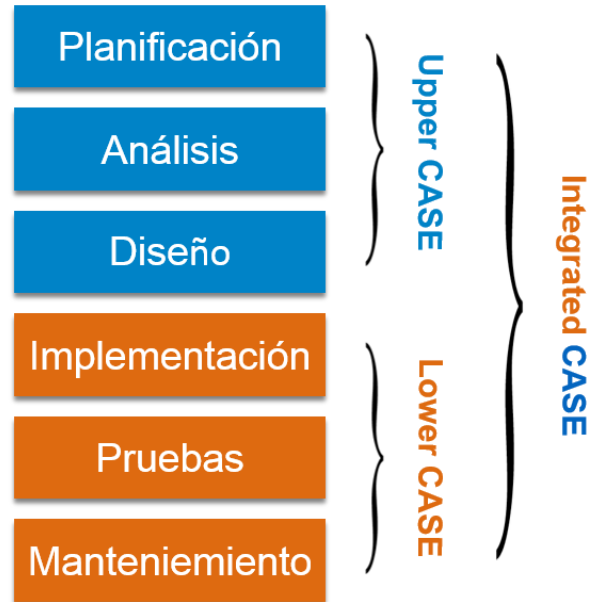 Planificación
Análisis
Diseño
Implementación
Pruebas
Manteniemiento
Upper CASE
Lower CASE
Integrated CASE